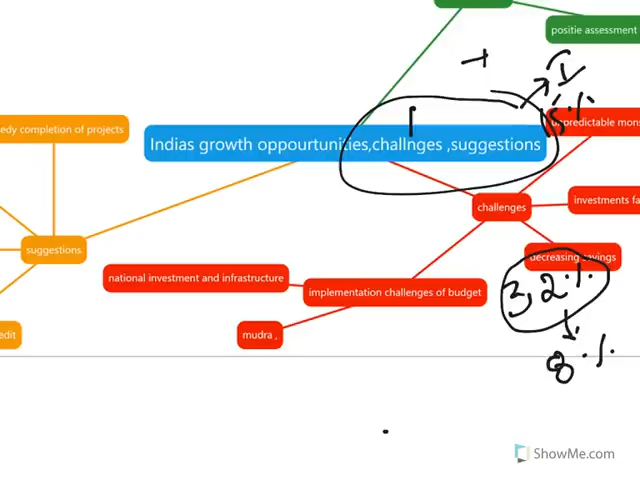 positie assessment
edy completion of projects
Indias growth oppourtunities,challnges ,suggestions
15%
predictable mons
challenges
investments fa
suggestions
decreasing savings
national investment and infrastructure
implementation challenges of budget
3,2%
mudra ,
edit
8%
ShowMe.com